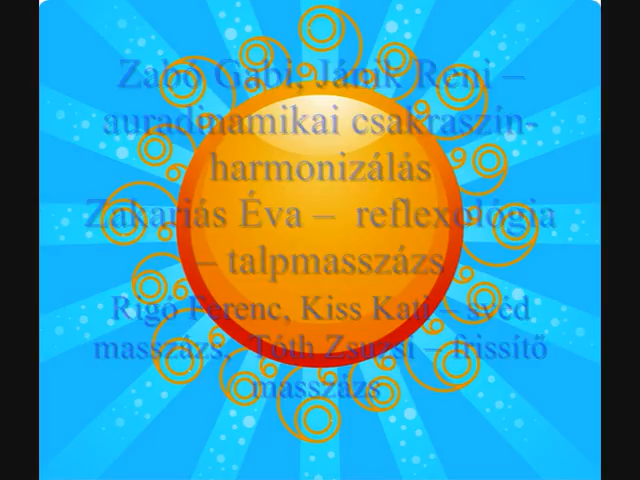 Zabó Gabi, Játik Reni –
auradinamikai csakraszín-
harmonizálás
Zakariás Éva – reflexológia
– talpmasszázs
Rigó Ferenc, Kiss Kati – svéd
masszázs, Tóth Zsuzsi – frissítő
masszázs